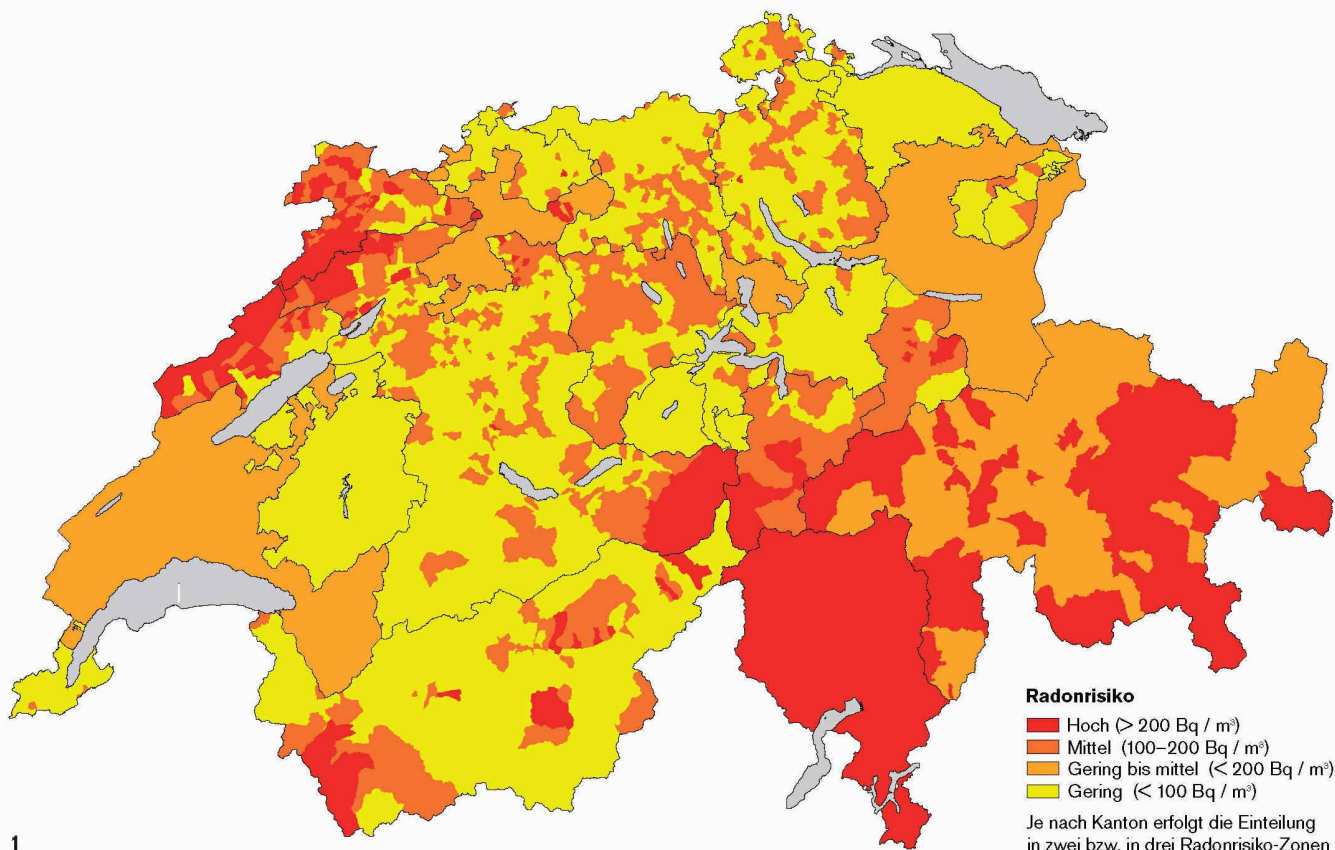 Radonrisiko
Hoch (> 200 Bq / m³)
Mittel (100–200 Bq / m³)
Gering bis mittel (< 200 Bq / m³)
Gering (< 100 Bq / m³)
Je nach Kanton erfolgt die Einteilung
in zwei bzw. in drei Radonrisiko-Zonen
1